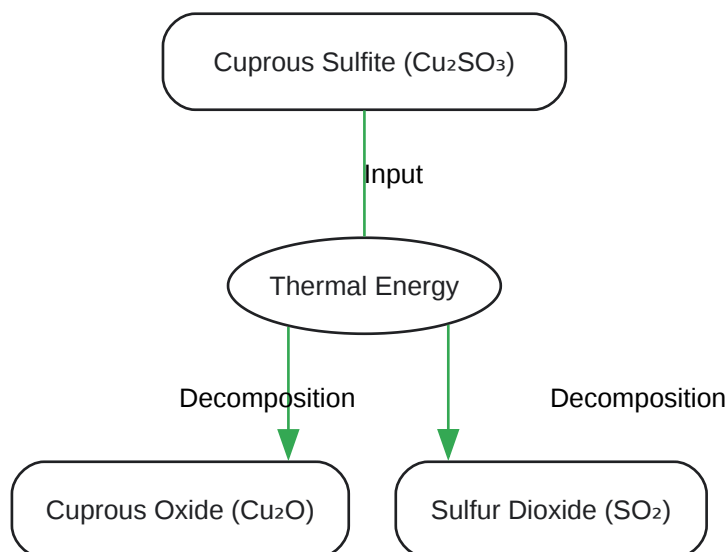 Cuprous Sulfite (Cu₂SO₃)
Input
Thermal Energy
Decomposition
Decomposition
Cuprous Oxide (Cu₂O)
Sulfur Dioxide (SO₂)